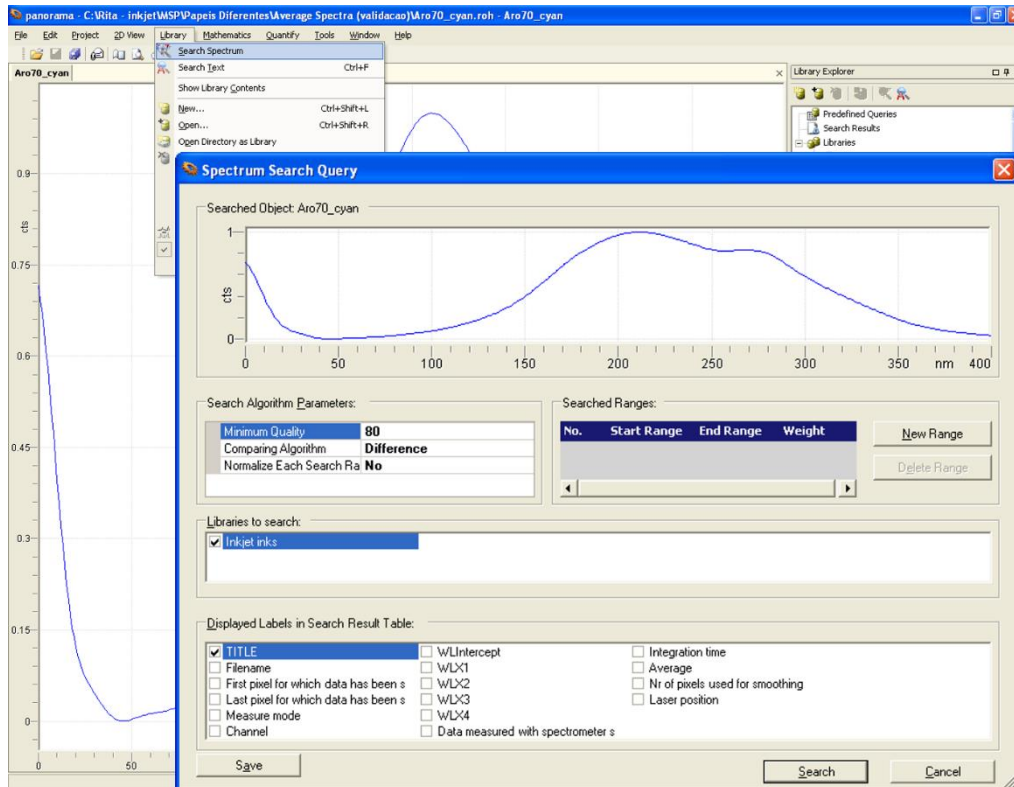 panorama - C:\Rita - inkjet\MSP\Papeis Diferentes\Average Spectra (validacao)\Aro70_cyan.roh - Aro70_cyan
File Edit Project 2D View Library Mathematics Quantify Tools Window Help
Search Spectrum
Search Text Ctrl+F
Show Library Contents
New... Ctrl+Shift+L
Open... Ctrl+Shift+R
Open Directory as Library
Aro70_cyan
Library Explorer
Predefined Queries
Search Results
Libraries
0.9
cts
0.75
0.6
0.45
0.3
0.15
0
0 50
Spectrum Search Query
Searched Object: Aro70_cyan
1
cts
0
0 50 100 150 200 250 300 350 nm 400
Search Algorithm Parameters:
Minimum Quality 80
Comparing Algorithm Difference
Normalize Each Search Ra No
Searched Ranges:
No. Start Range End Range Weight
New Range
Delete Range
Libraries to search:
Inkjet inks
Displayed Labels in Search Result Table:
TITLE WLIntercept Integration time
Filename WLX1 Average
First pixel for which data has been s WLX2 Nr of pixels used for smoothing
Last pixel for which data has been s WLX3 Laser position
Measure mode WLX4
Channel Data measured with spectrometer s
Save Search Cancel